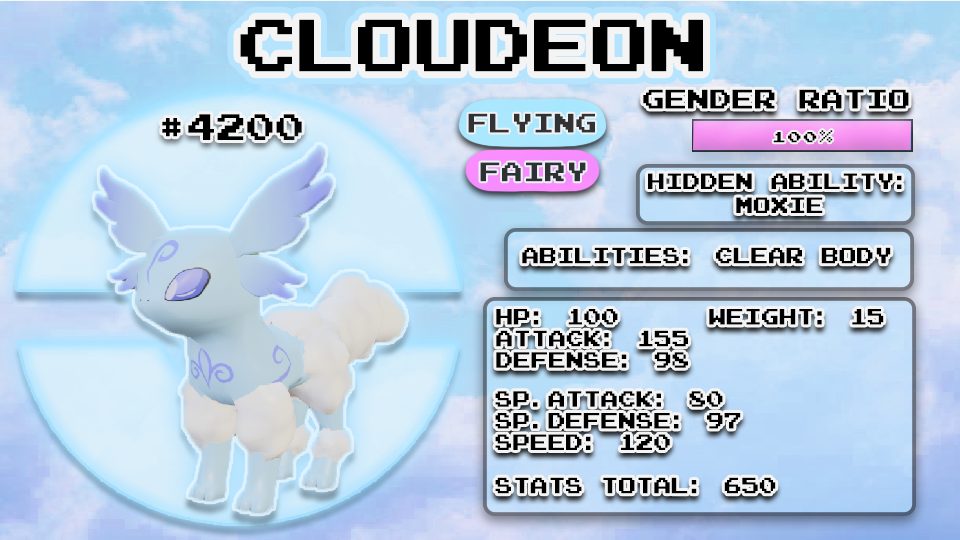 CLOUDEON
#4200
FLYING
FAIRY
GENDER RATIO
100%
HIDDEN ABILITY:
MOXIE
ABILITIES: CLEAR BODY
HP: 100 WEIGHT: 15
ATTACK: 155
DEFENSE: 98
SP. ATTACK: 80
SP. DEFENSE: 97
SPEED: 120
STATS TOTAL: 650